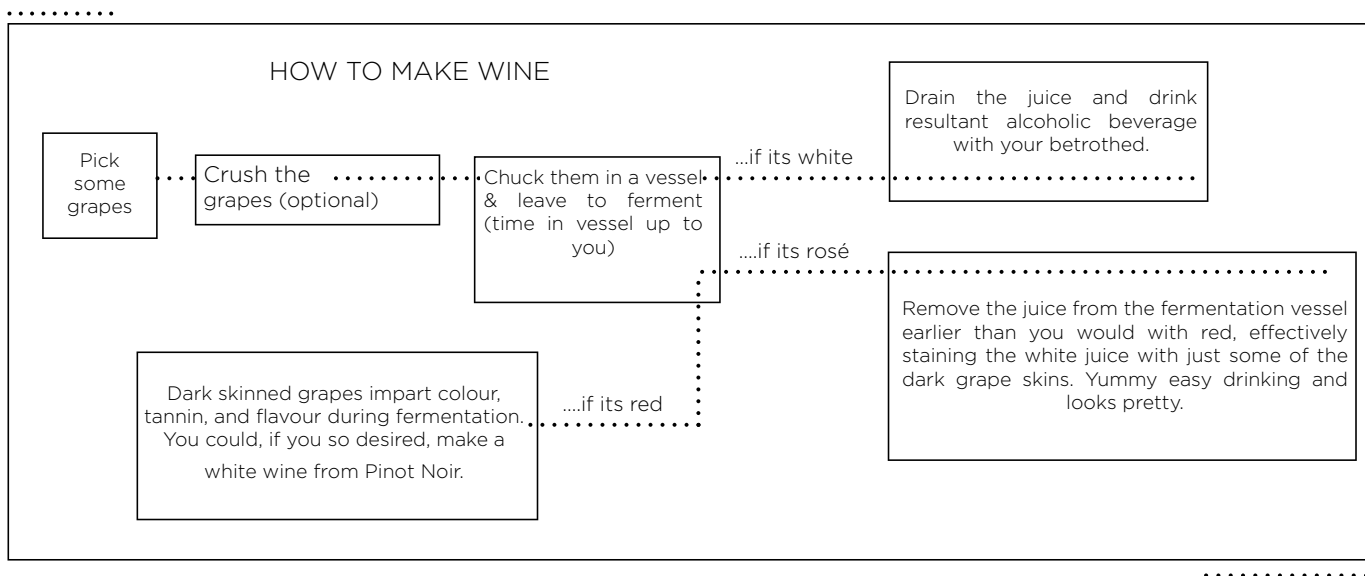 HOW TO MAKE WINE
Pick
some
grapes
Crush the
grapes (optional)
Chuck them in a vessel
& leave to ferment
(time in vessel up to
you)
...if its white
Drain the juice and drink
resultant alcoholic beverage
with your betrothed.
....if its rosé
Remove the juice from the fermentation vessel
earlier than you would with red, effectively
staining the white juice with just some of the
dark grape skins. Yummy easy drinking and
looks pretty.
....if its red
Dark skinned grapes impart colour,
tannin, and flavour during fermentation.
You could, if you so desired, make a
white wine from Pinot Noir.